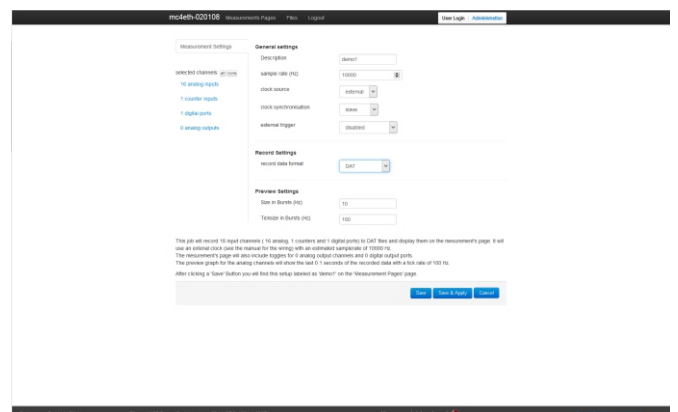 mc4eth-020108 Measurements Pages Files Logout User Login Administration
Measurement Settings
selected channels
16 analog inputs
1 counter inputs
1 digital ports
0 analog outputs
General settings
Description demo1
sample rate (Hz) 10000
clock source external
clock synchronisation slave
external trigger disabled
Record Settings
record data format DAT
Preview Settings
Size in Bursts (Hz) 10
Ticksize in Bursts (Hz) 100
This job will record 18 input channels ( 16 analog, 1 counters and 1 digital ports) to DAT files and display them on the mesurement's page. It will
use an external clock (see the manual for the wiring) with an estimated samplerate of 10000 Hz.
The mesurement's page will also include toggles for 0 analog output channels and 0 digital output ports.
The preview graph for the analog channels will show the last 0.1 seconds of the recorded data with a tick rate of 100 Hz.
After clicking a 'Save' Button you will find this setup labeled as 'demo1' on the 'Measurement Pages' page.
Save Save & Apply Cancel